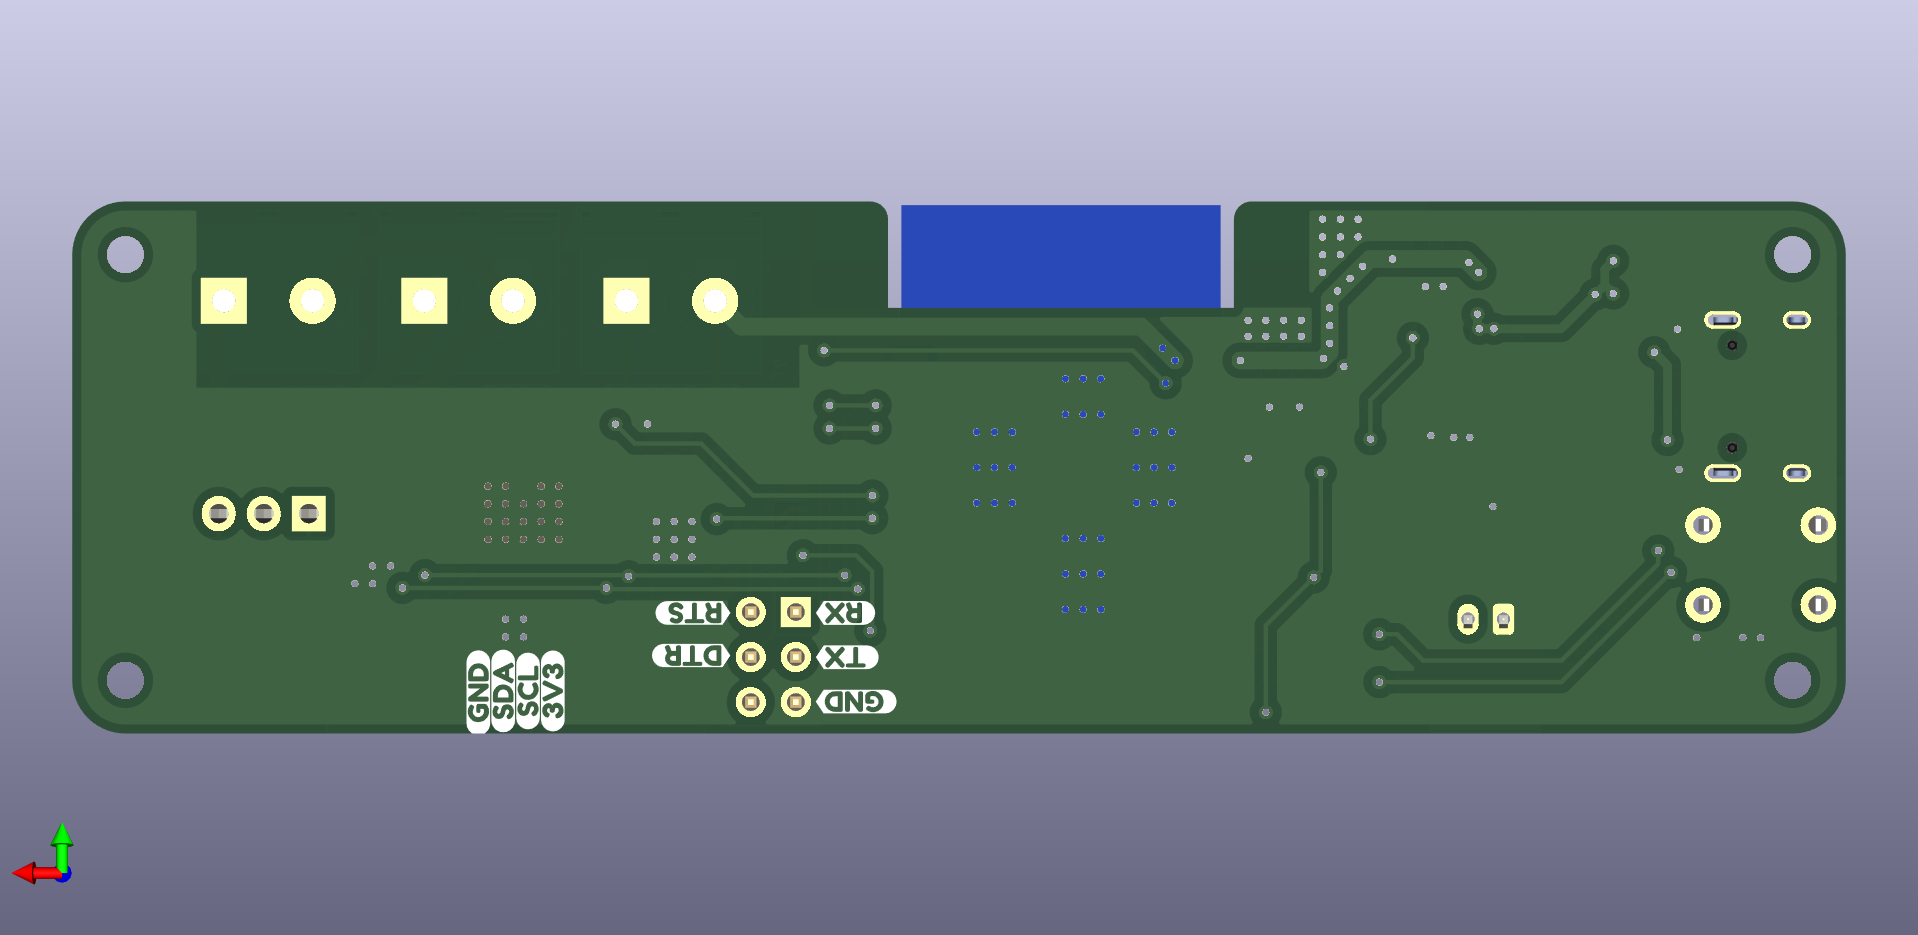 RTS
RX
DTR
TX
GND
GND
SDA
SCL
3V3